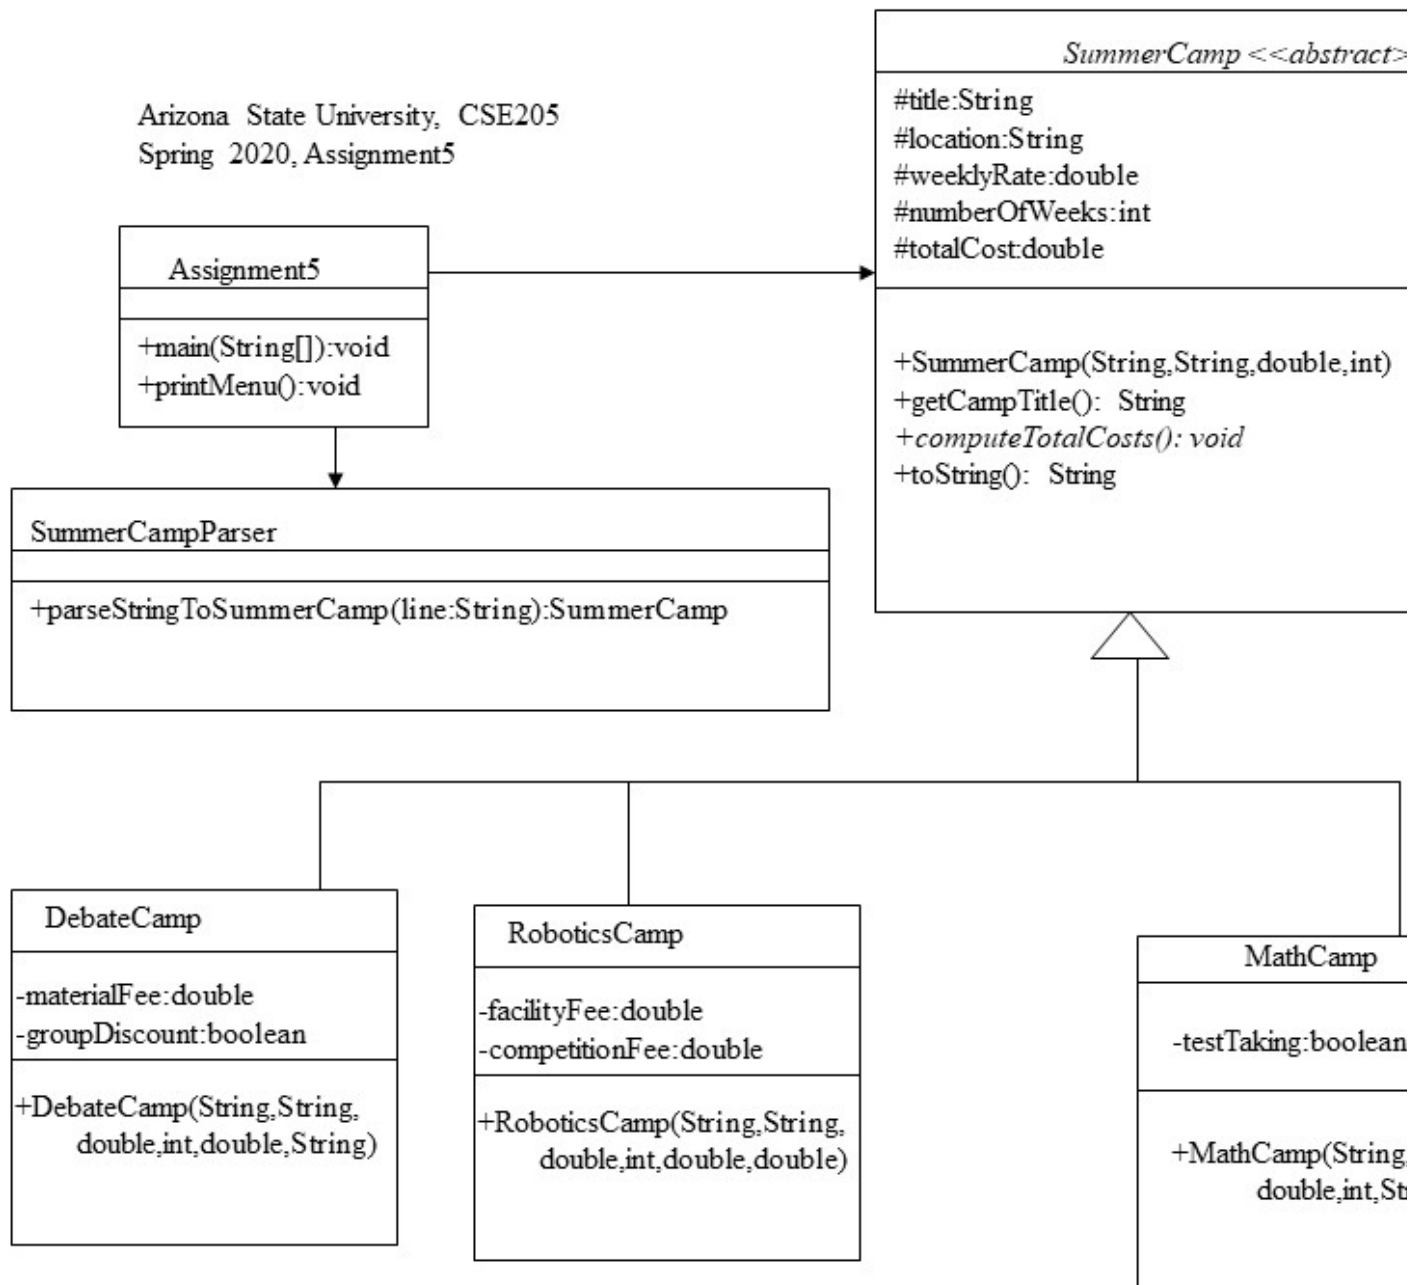 SummerCamp <<abstract>
#title:String
#location:String
#weeklyRate:double
#numberOfWeeks:int
#totalCost:double
+SummerCamp(String,String,double,int)
+getCampTitle(): String
+computeTotalCosts(): void
+toString(): String
Arizona State University, CSE205
Spring 2020, Assignment5
Assignment5
+main(String[]):void
+printMenu():void
SummerCampParser
+parseStringToSummerCamp(line:String):SummerCamp
DebateCamp
-materialFee:double
-groupDiscount:boolean
+DebateCamp(String,String,
double,int,double,String)
RoboticsCamp
-facilityFee:double
-competitionFee:double
+RoboticsCamp(String,String,
double,int,double,double)
MathCamp
-testTaking:boolean
+MathCamp(String,
double,int,Str